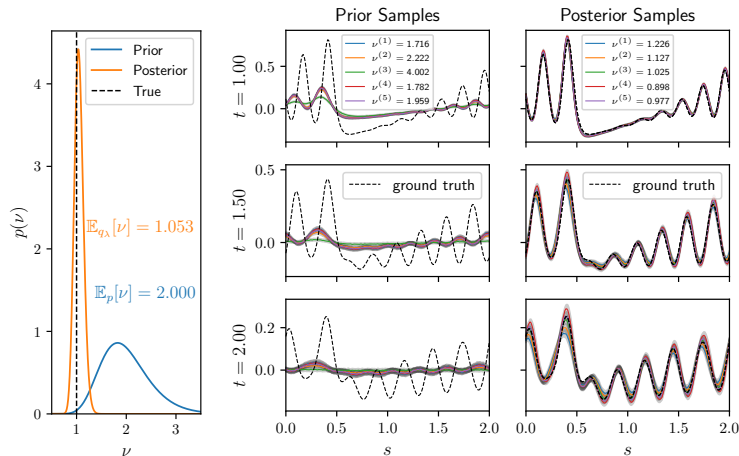 p(ν)
4
3
2
1
0
1
2
3
ν
Prior
Posterior
True
𝔼_{q_λ}[ν] = 1.053
𝔼_p[ν] = 2.000
Prior Samples
t = 1.00
0.5
0.0
ν^{(1)} = 1.716
ν^{(2)} = 2.222
ν^{(3)} = 4.002
ν^{(4)} = 1.782
ν^{(5)} = 1.959
t = 1.50
0.5
0.0
ground truth
t = 2.00
0.2
0.0
0.0
0.5
1.0
1.5
2.0
s
Posterior Samples
ν^{(1)} = 1.226
ν^{(2)} = 1.127
ν^{(3)} = 1.025
ν^{(4)} = 0.898
ν^{(5)} = 0.977
ground truth
0.0
0.5
1.0
1.5
2.0
s